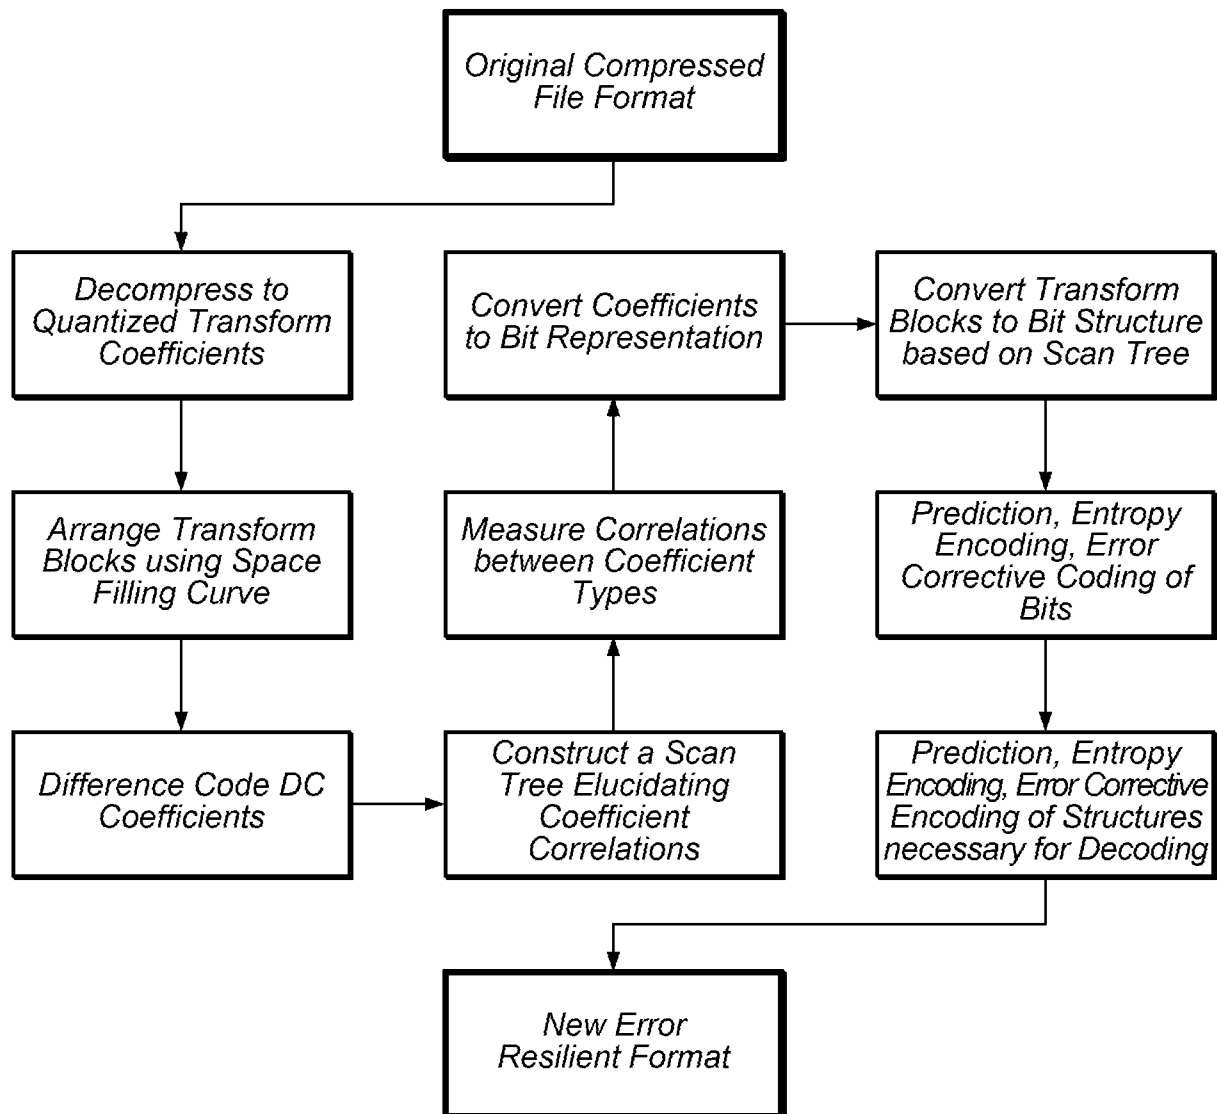 Original Compressed
File Format
Decompress to
Quantized Transform
Coefficients
Arrange Transform
Blocks using Space
Filling Curve
Difference Code DC
Coefficients
Construct a Scan
Tree Elucidating
Coefficient
Correlations
Measure Correlations
between Coefficient
Types
Convert Coefficients
to Bit Representation
Convert Transform
Blocks to Bit Structure
based on Scan Tree
Prediction, Entropy
Encoding, Error
Corrective Coding of
Bits
Prediction, Entropy
Encoding, Error Corrective
Encoding of Structures
necessary for Decoding
New Error
Resilient Format